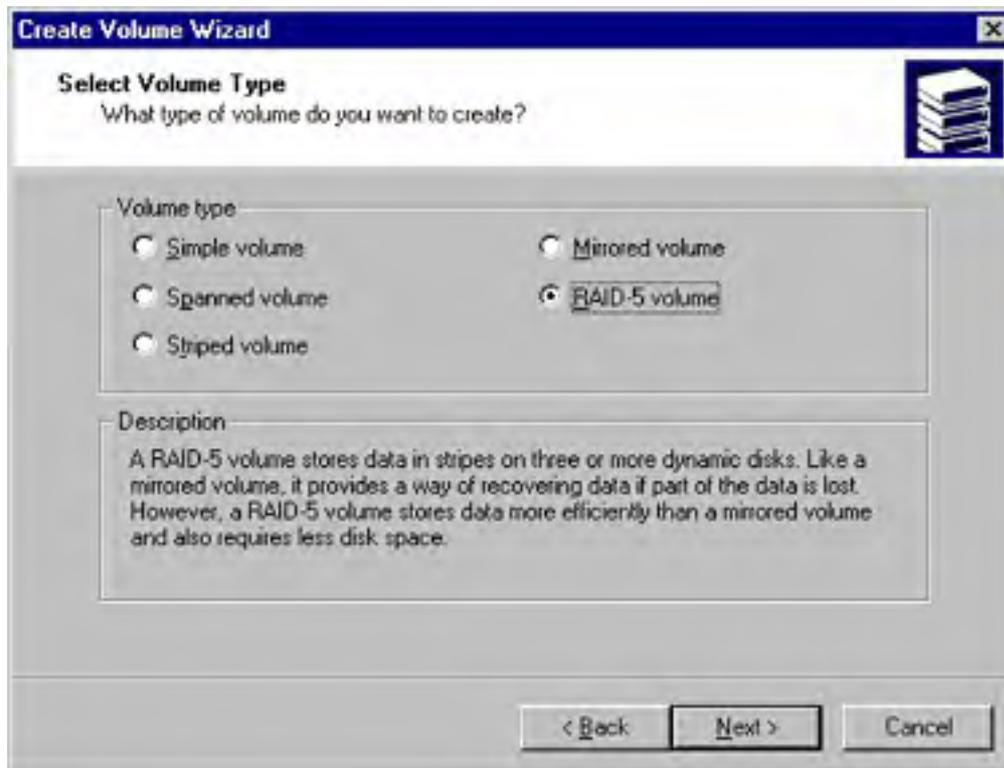 Create Volume Wizard
Select Volume Type
What type of volume do you want to create?
Volume type
Simple volume
Mirrored volume
Spanned volume
RAID-5 volume
Striped volume
Description
A RAID-5 volume stores data in stripes on three or more dynamic disks. Like a
mirrored volume, it provides a way of recovering data if part of the data is lost.
However, a RAID-5 volume stores data more efficiently than a mirrored volume
and also requires less disk space.
< Back
Next >
Cancel